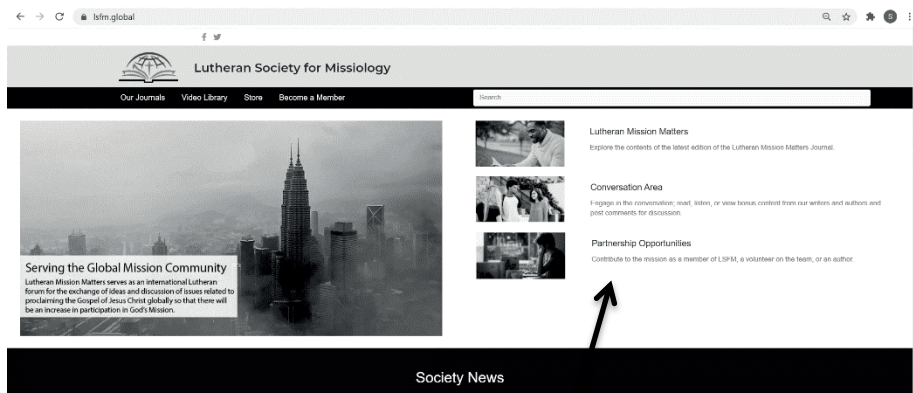 lsfm.global
S
Lutheran Society for Missiology
Our Journals Video Library Store Become a Member
Search
Serving the Global Mission Community
Lutheran Mission Matters serves as an international Lutheran
forum for the exchange of ideas and discussion of issues related to
proclaiming the Gospel of Jesus Christ globally so that there will
be an increase in participation in God's Mission.
Lutheran Mission Matters
Explore the contents of the latest edition of the Lutheran Mission Matters Journal.
Conversation Area
Engage in the conversation; read, listen, or view bonus content from our writers and authors and
post comments for discussion.
Partnership Opportunities
Contribute to the mission as a member of LSFM, a volunteer on the team, or an author.
Society News